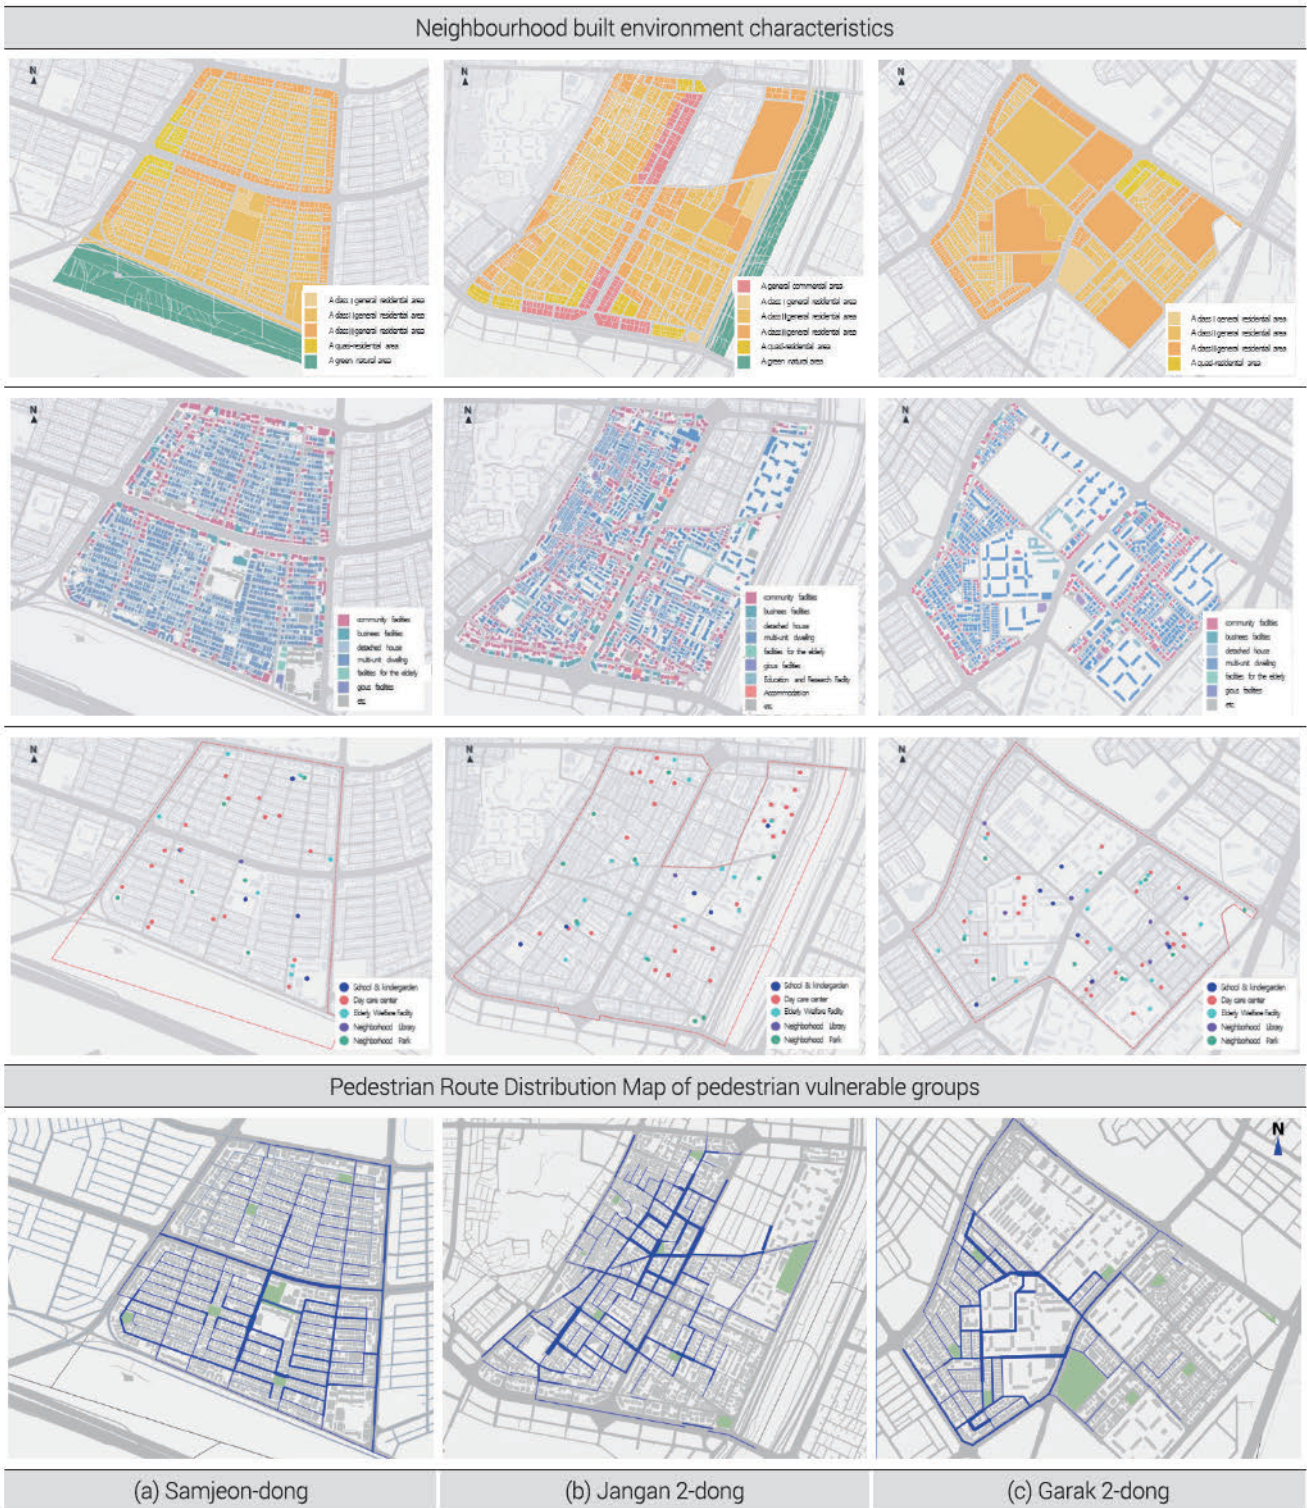 Neighbourhood built environment characteristics
N
N
N
A class I general residential area
A class II general residential area
A class III general residential area
A quasi-residential area
A green natural area
A general commercial area
A class I general residential area
A class II general residential area
A class III general residential area
A quasi-residential area
A green natural area
A class I general residential area
A class II general residential area
A class III general residential area
A quasi-residential area
N
N
N
community facilities
business facilities
detached house
multi-unit dwelling
facilities for the elderly
gious facilities
etc
community facilities
business facilities
detached house
multi-unit dwelling
facilities for the elderly
gious facilities
Education and Research Facility
Accommodation
etc.
community facilities
business facilities
detached house
multi-unit dwelling
facilities for the elderly
gious facilities
etc
N
N
N
School & kindergarden
Day care center
Elderly Welfare Facility
Neighborhood Library
Neighborhood Park
School & kindergarden
Day care center
Elderly Welfare Facility
Neighborhood Library
Neighborhood Park
School & kindergarden
Day care center
Elderly Welfare Facility
Neighborhood Library
Neighborhood Park
Pedestrian Route Distribution Map of pedestrian vulnerable groups
N
(a) Samjeon-dong
(b) Jangan 2-dong
(c) Garak 2-dong